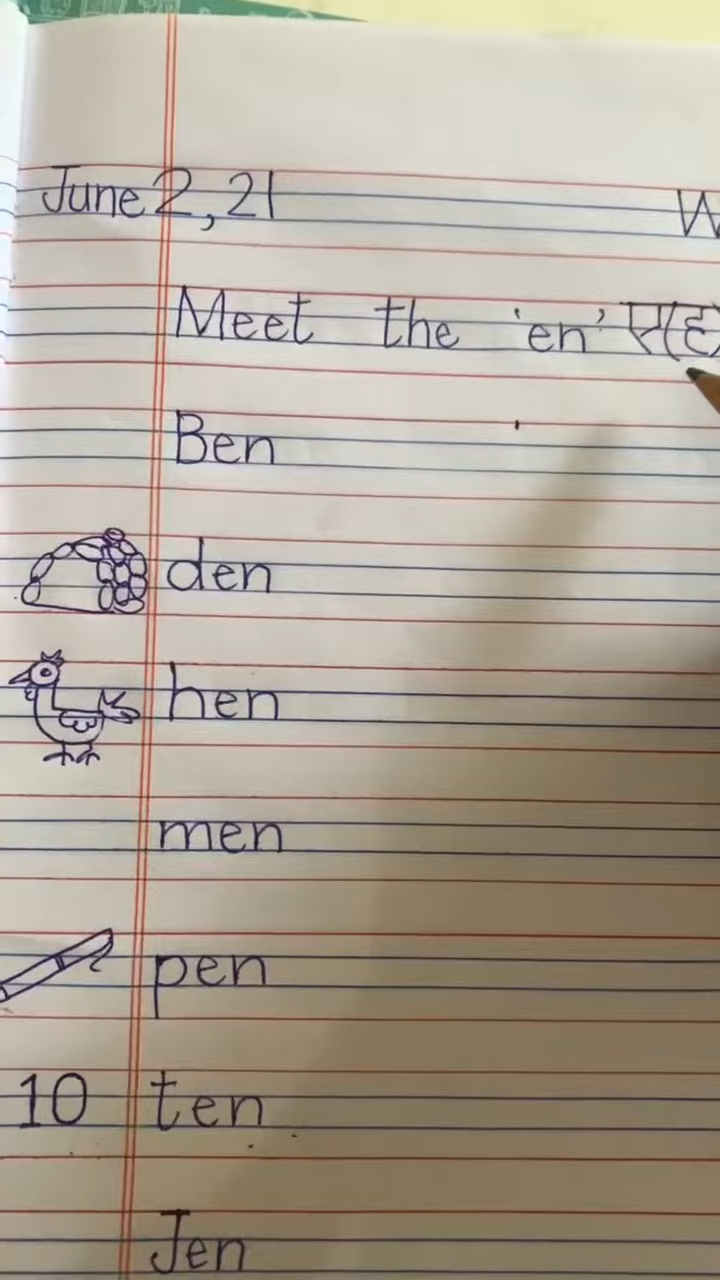 June 2, 21 W
Meet the 'en'
Ben
den
hen
men
pen
10 ten
Jen